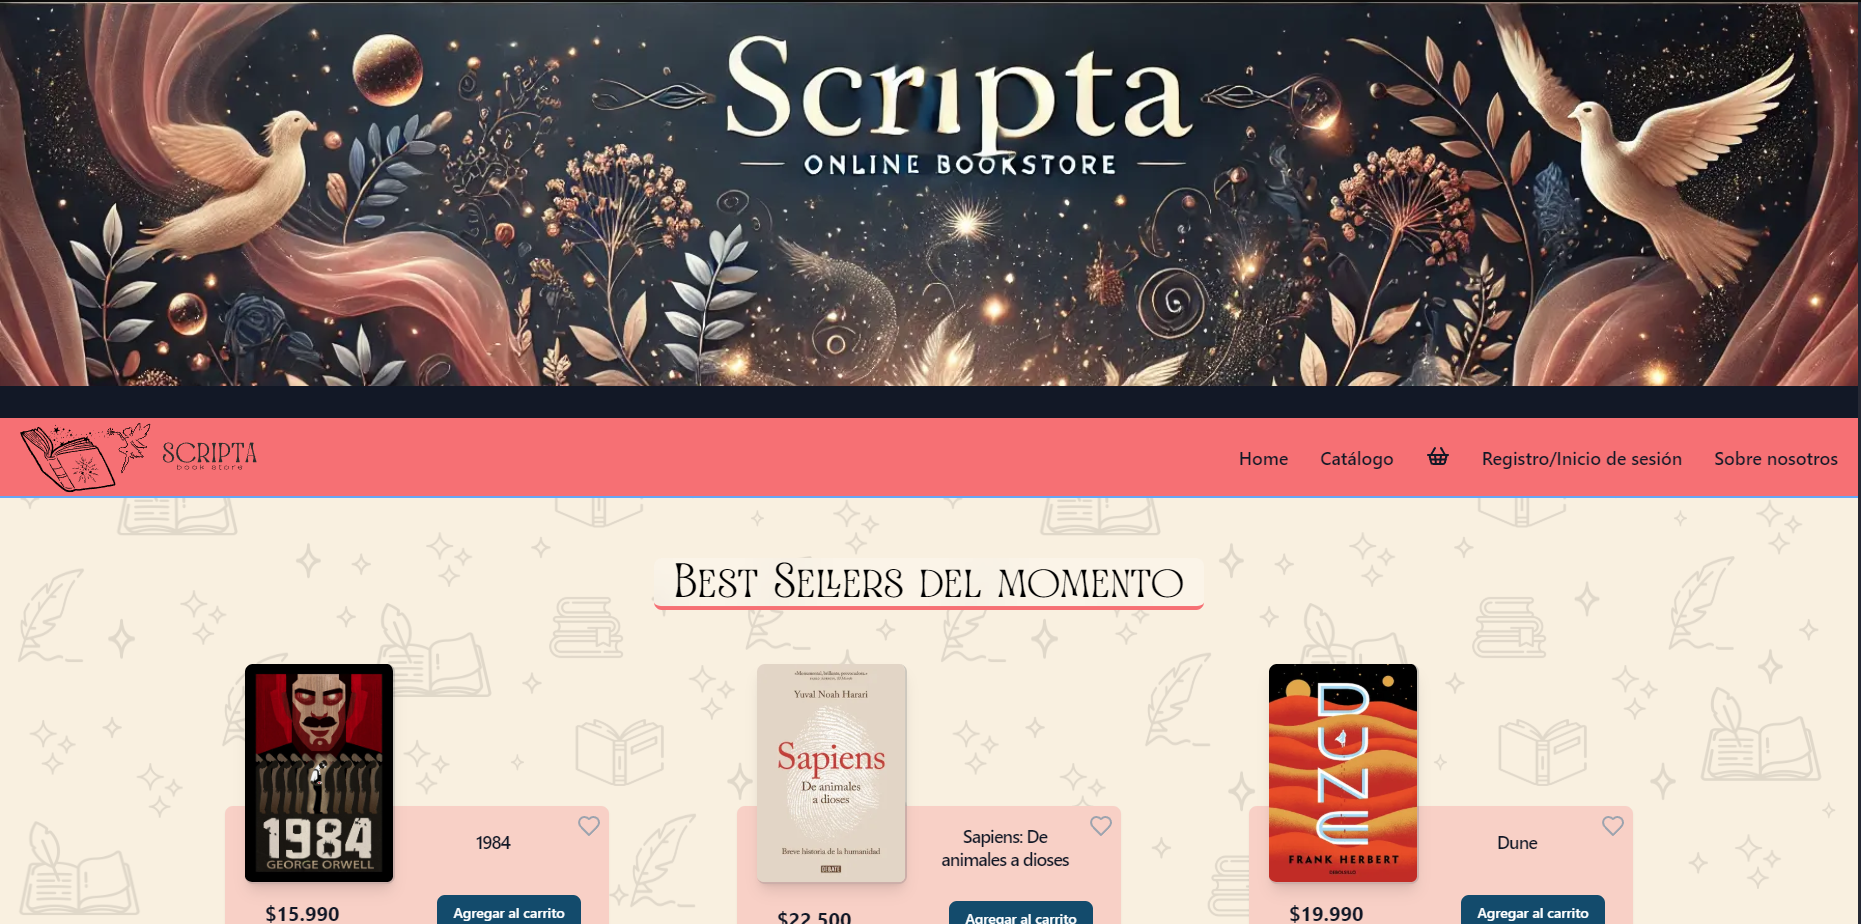 Scripta
ONLINE BOOKSTORE
SCRIPTA
book store
Home Catálogo Registro/Inicio de sesión Sobre nosotros
Best Sellers del momento
1984
GEORGE ORWELL
1984
$15.990
Agregar al carrito
Yuval Noah Harari
Sapiens
De animales
a dioses
Breve historia de la humanidad
DEBATE
Sapiens: De
animales a dioses
$22.500
Agregar al carrito
DUNE
FRANK HERBERT
DEBOLSILLO
Dune
$19.990
Agregar al carrito